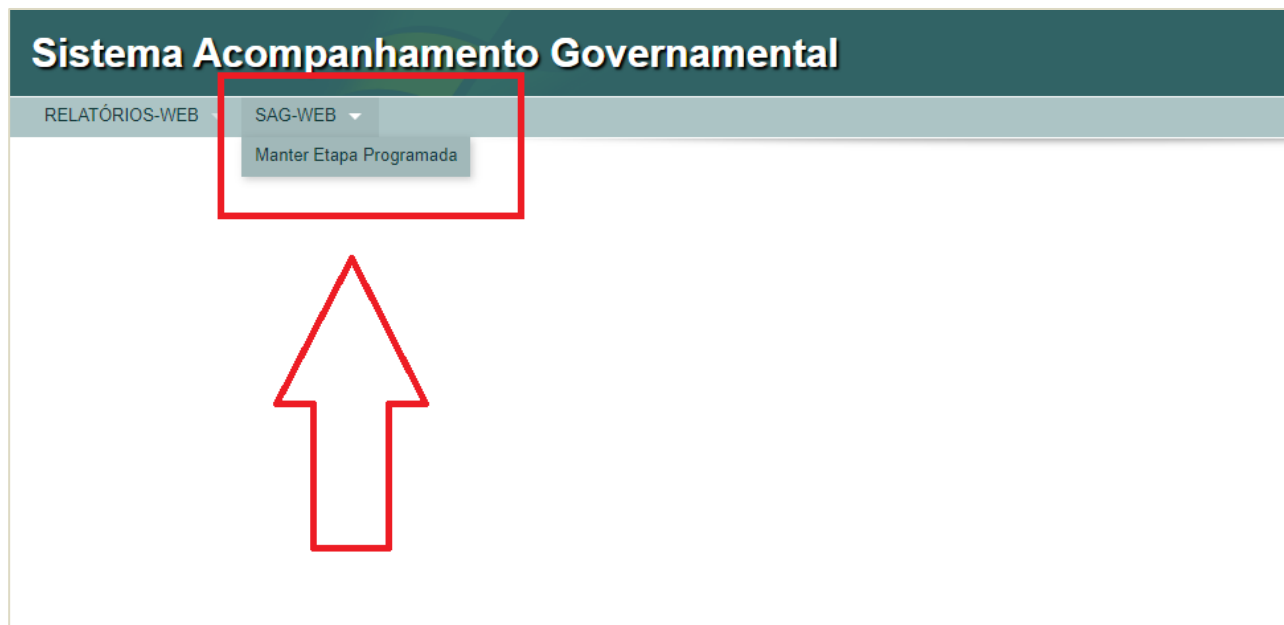 Sistema Acompanhamento Governamental
RELATÓRIOS-WEB SAG-WEB
Manter Etapa Programada